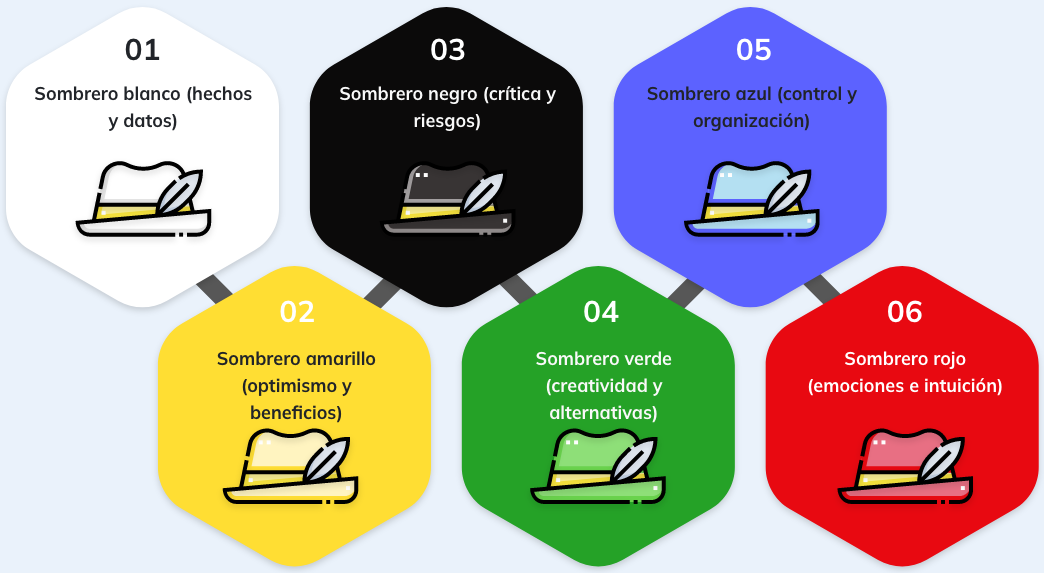 01
Sombrero blanco (hechos
y datos)
02
Sombrero amarillo
(optimismo y
beneficios)
03
Sombrero negro (crítica y
riesgos)
04
Sombrero verde
(creatividad y
alternativas)
05
Sombrero azul (control y
organización)
06
Sombrero rojo
(emociones e intuición)